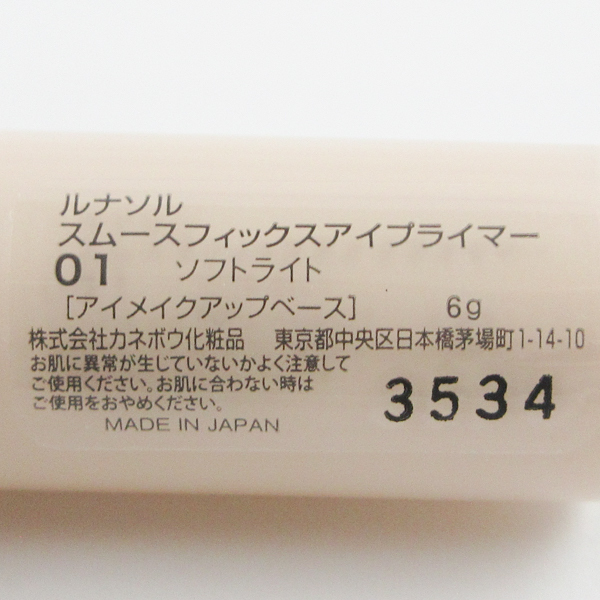 ルナソル
スムースフィックスアイプライマー
01 ソフトライト
[アイメイクアップベース] 6g
株式会社カネボウ化粧品 東京都中央区日本橋茅場町1-14-10
お肌に異常が生じていないかよく注意して
ご使用ください。お肌に合わない時は
ご使用をおやめください。
3534
MADE IN JAPAN